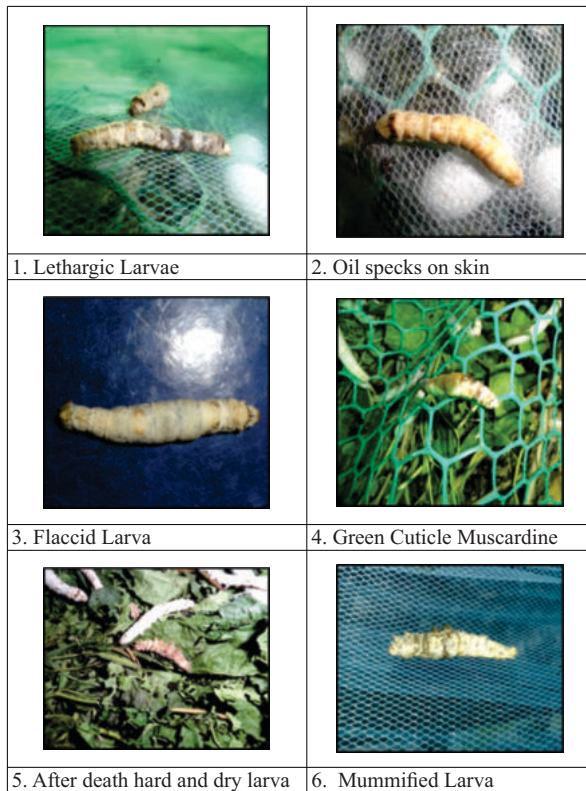 1. Lethargic Larvae
2. Oil specks on skin
3. Flaccid Larva
4. Green Cuticle Muscardine
5. After death hard and dry larva
6. Mummified Larva